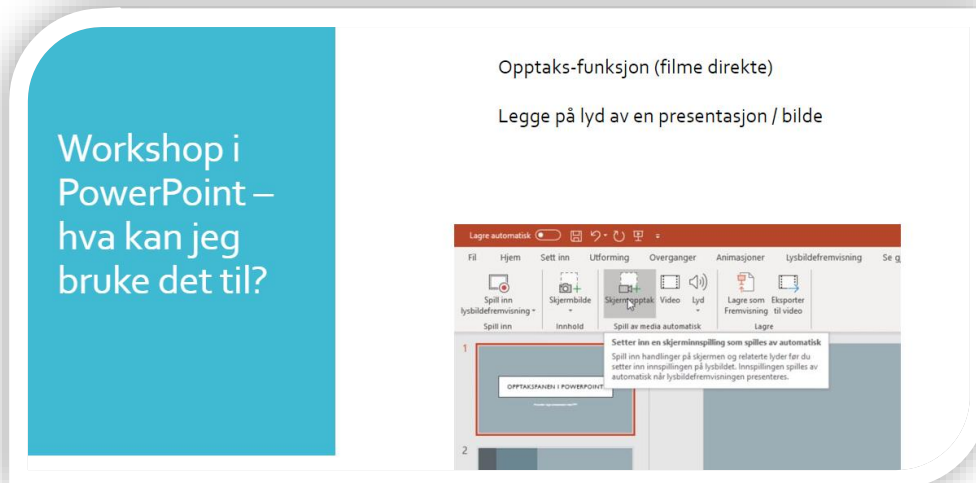 Workshop i
PowerPoint –
hva kan jeg
bruke det til?
Opptaks-funksjon (filme direkte)
Legge på lyd av en presentasjon / bilde
Lagre automatisk
Fil Hjem Sett inn Utforming Overganger Animasjoner Lysbildefremvisning Se g
Spill inn lysbildefremvisning Skjermbilde Skjermopptak Video Lyd Lagre som Fremvisning Eksporter til video
Spill inn Innhold Spill av media automatisk Lagre
Setter inn en skjerminnspilling som spilles av automatisk
Spill inn handlinger på skjermen og relaterte lyder før du
setter inn innspillingen på lysbildet. Innspillingen spilles av
automatisk når lysbildefremvisningen presenteres.
1
OPPTAKSFANEN I POWERPOINT
2